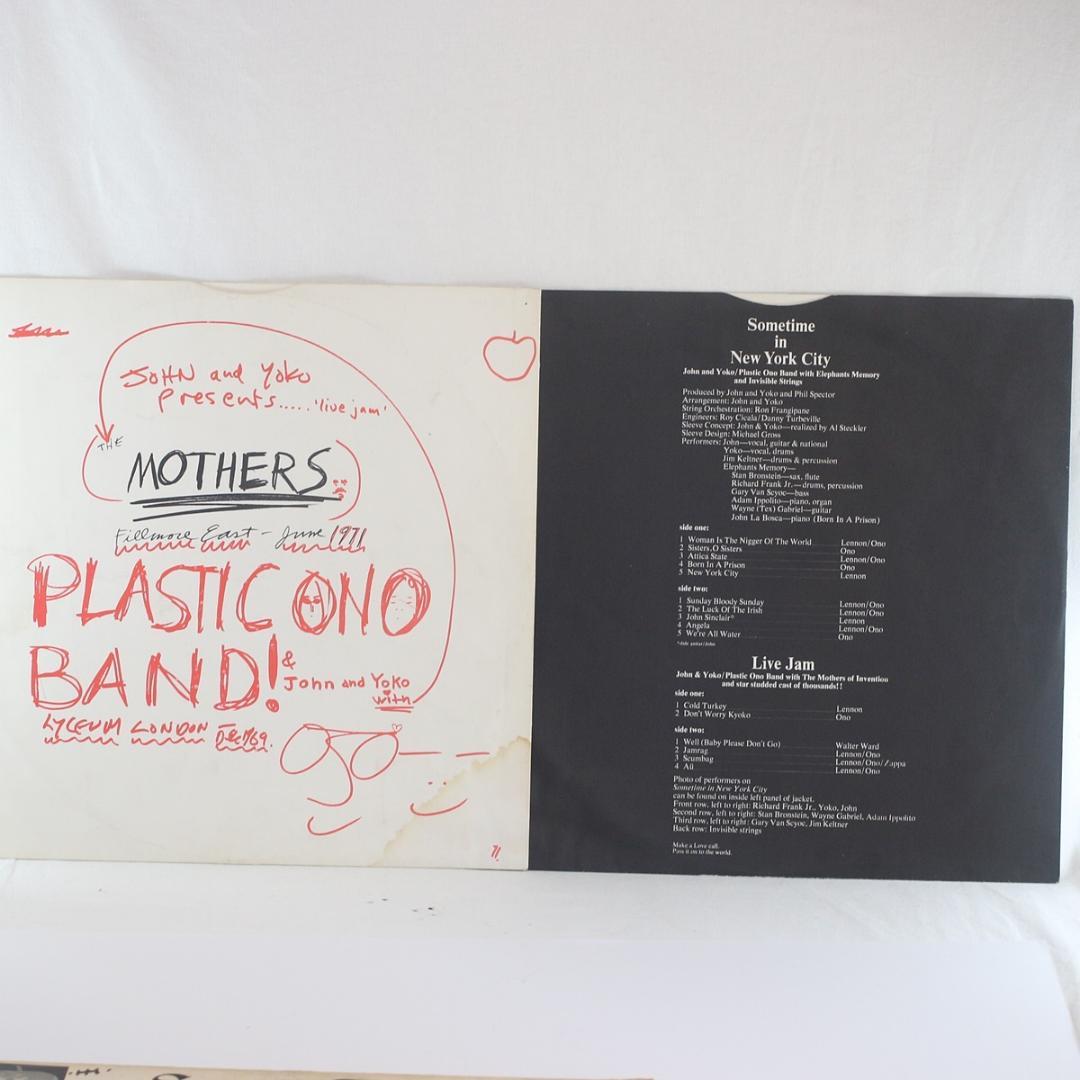 JOHN and Yoko
Presents..... 'live jam'
THE
MOTHERS
Fillmore East - June 1971
PLASTIC ONO
BAND! &
John and Yoko
with
LYCEUM LONDON Dec 1969.
71
Sometime
in
New York City
John and Yoko/Plastic Ono Band with Elephants Memory
and Invisible Strings
Produced by John and Yoko and Phil Spector
Arrangement: John and Yoko
String Orchestration: Ron Frangipane
Engineers: Roy Cicala/Danny Turbeville
Sleeve Concept: John & Yoko—realized by Al Steckler
Sleeve Design: Michael Gross
Performers: John—vocal, guitar & national
Yoko—vocal, drums
Jim Keltner—drums & percussion
Elephants Memory—
Stan Bronstein—sax, flute
Richard Frank Jr.—drums, percussion
Gary Van Scyoc—bass
Adam Ippolito—piano, organ
Wayne (Tex) Gabriel—guitar
John La Bosca—piano (Born In A Prison)
side one:
1 Woman Is The Nigger Of The World Lennon/Ono
2 Sisters, O Sisters Ono
3 Attica State Lennon/Ono
4 Born In A Prison Ono
5 New York City Lennon
side two:
1 Sunday Bloody Sunday Lennon/Ono
2 The Luck Of The Irish Lennon/Ono
3 John Sinclair* Lennon
4 Angela Lennon/Ono
5 We're All Water Ono
Live Jam
John & Yoko/Plastic Ono Band with The Mothers of Invention
and star studded cast of thousands!!
side one:
1 Cold Turkey Lennon
2 Don't Worry Kyoko Ono
side two:
1 Well (Baby Please Don't Go) Walter Ward
2 Jamrag Lennon/Ono
3 Scumbag Lennon/Ono/Zappa
4 Aü Lennon/Ono
Photo of performers on
Sometime in New York City
can be found on inside left panel of jacket.
Front row, left to right: Richard Frank Jr., Yoko, John
Second row, left to right: Stan Bronstein, Wayne Gabriel, Adam Ippolito
Third row, left to right: Gary Van Scyoc, Jim Keltner
Back row: Invisible strings
Make a Love call.
Pass it on to the world.